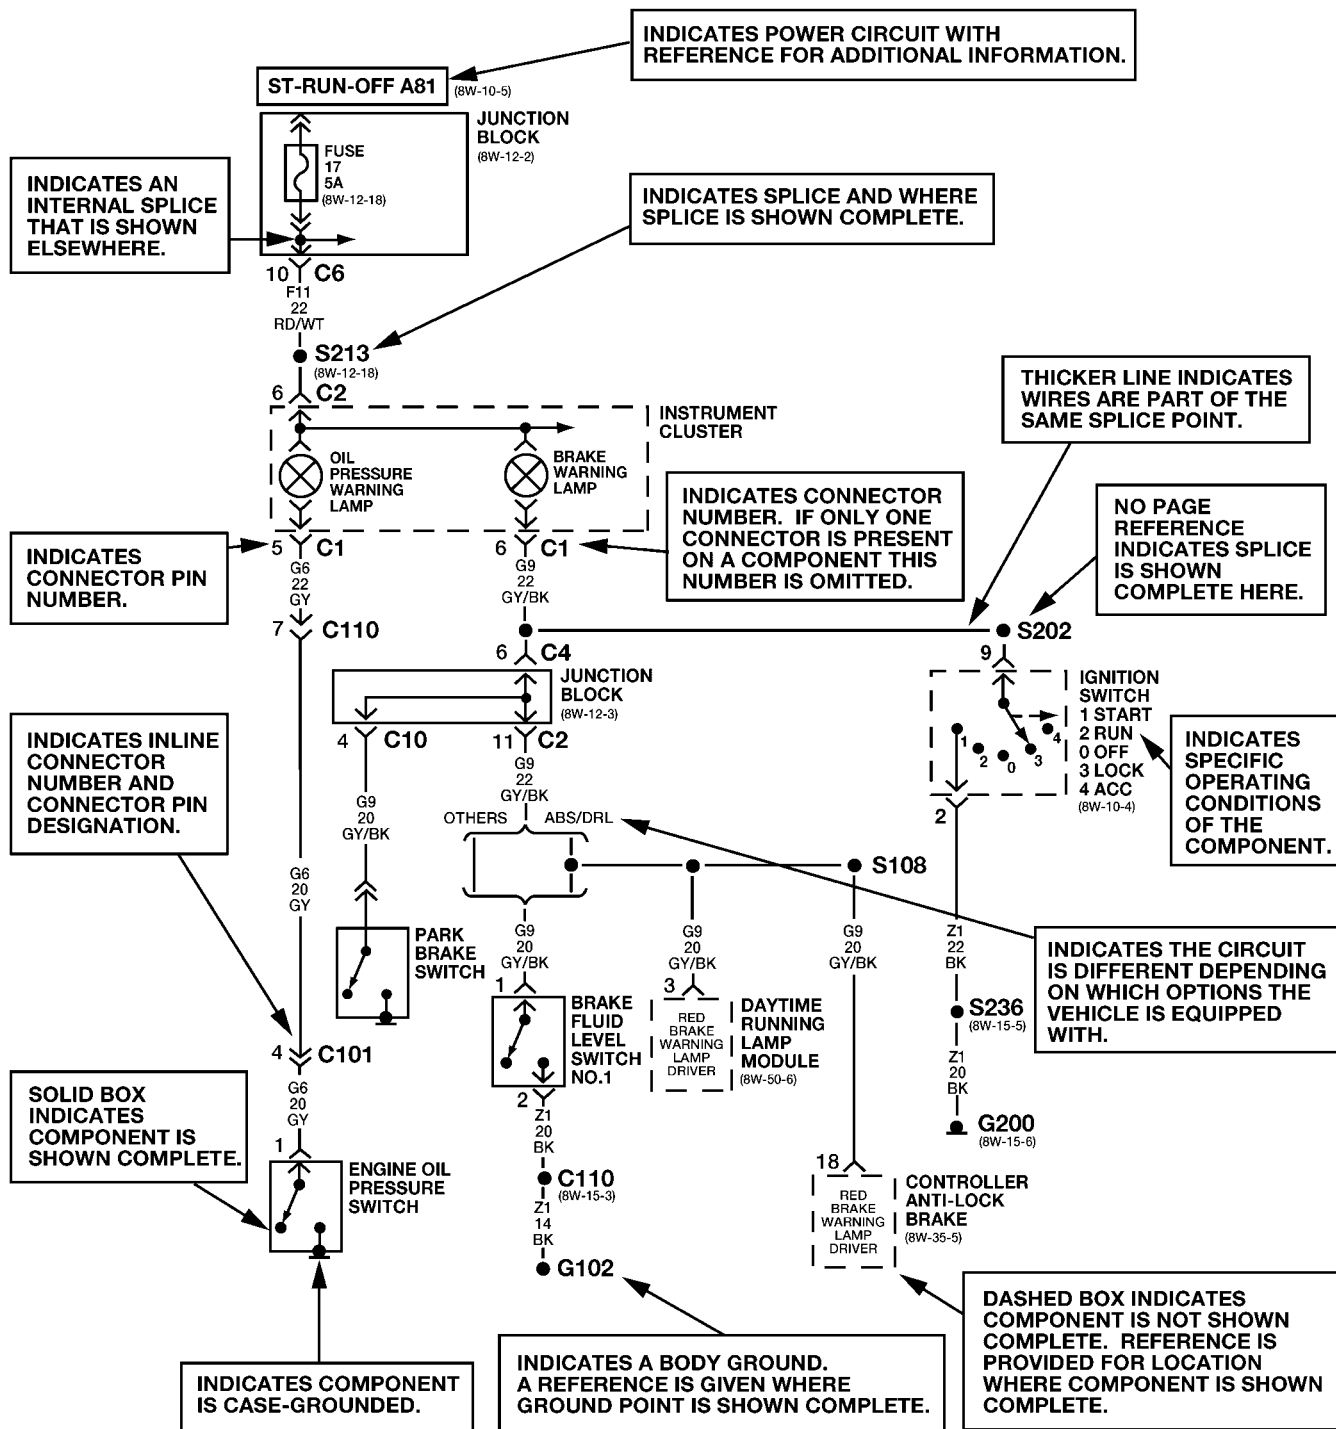 INDICATES POWER CIRCUIT WITH
REFERENCE FOR ADDITIONAL INFORMATION.
ST-RUN-OFF A81
(8W-10-5)
JUNCTION
BLOCK
(8W-12-2)
FUSE
17
5A
(8W-12-18)
INDICATES AN
INTERNAL SPLICE
THAT IS SHOWN
ELSEWHERE.
INDICATES SPLICE AND WHERE
SPLICE IS SHOWN COMPLETE.
10 C6
F11
22
RD/WT
S213
(8W-12-18)
6 C2
INSTRUMENT
CLUSTER
OIL
PRESSURE
WARNING
LAMP
BRAKE
WARNING
LAMP
THICKER LINE INDICATES
WIRES ARE PART OF THE
SAME SPLICE POINT.
INDICATES CONNECTOR
NUMBER. IF ONLY ONE
CONNECTOR IS PRESENT
ON A COMPONENT THIS
NUMBER IS OMITTED.
NO PAGE
REFERENCE
INDICATES SPLICE
IS SHOWN
COMPLETE HERE.
INDICATES
CONNECTOR PIN
NUMBER.
5 C1
G6
22
GY
7 C110
6 C1
G9
22
GY/BK
S202
6 C4
JUNCTION
BLOCK
(8W-12-3)
9
IGNITION
SWITCH
1 START
2 RUN
0 OFF
3 LOCK
4 ACC
(8W-10-4)
1
2
0
3
4
2
INDICATES
SPECIFIC
OPERATING
CONDITIONS
OF THE
COMPONENT.
INDICATES INLINE
CONNECTOR
NUMBER AND
CONNECTOR PIN
DESIGNATION.
4 C10
G9
20
GY/BK
11 C2
G9
22
GY/BK
OTHERS ABS/DRL
S108
G6
20
GY
PARK
BRAKE
SWITCH
G9
20
GY/BK
G9
20
GY/BK
G9
20
GY/BK
Z1
22
BK
INDICATES THE CIRCUIT
IS DIFFERENT DEPENDING
ON WHICH OPTIONS THE
VEHICLE IS EQUIPPED
WITH.
1
BRAKE
FLUID
LEVEL
SWITCH
NO.1
3
RED
BRAKE
WARNING
LAMP
DRIVER
DAYTIME
RUNNING
LAMP
MODULE
(8W-50-6)
S236
(8W-15-5)
Z1
20
BK
G200
(8W-15-6)
4 C101
G6
20
GY
1
ENGINE OIL
PRESSURE
SWITCH
SOLID BOX
INDICATES
COMPONENT IS
SHOWN COMPLETE.
2
Z1
20
BK
C110
(8W-15-3)
Z1
14
BK
G102
18
RED
BRAKE
WARNING
LAMP
DRIVER
CONTROLLER
ANTI-LOCK
BRAKE
(8W-35-5)
INDICATES COMPONENT
IS CASE-GROUNDED.
INDICATES A BODY GROUND.
A REFERENCE IS GIVEN WHERE
GROUND POINT IS SHOWN COMPLETE.
DASHED BOX INDICATES
COMPONENT IS NOT SHOWN
COMPLETE. REFERENCE IS
PROVIDED FOR LOCATION
WHERE COMPONENT IS SHOWN
COMPLETE.